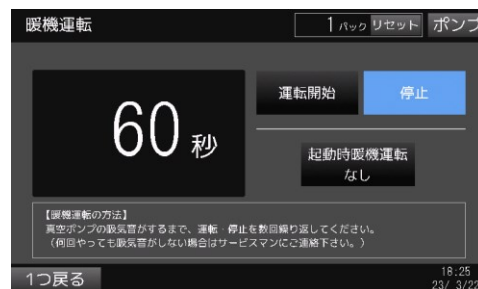 暖機運転
1 パック リセット ポンプ
60 秒
運転開始 停止
起動時暖機運転
なし
【暖機運転の方法】
真空ポンプの吸気音がするまで、運転・停止を数回繰り返してください。
(何回やっても吸気音がしない場合はサービスマンにご連絡下さい。)
1つ戻る
18:25
23/ 3/22